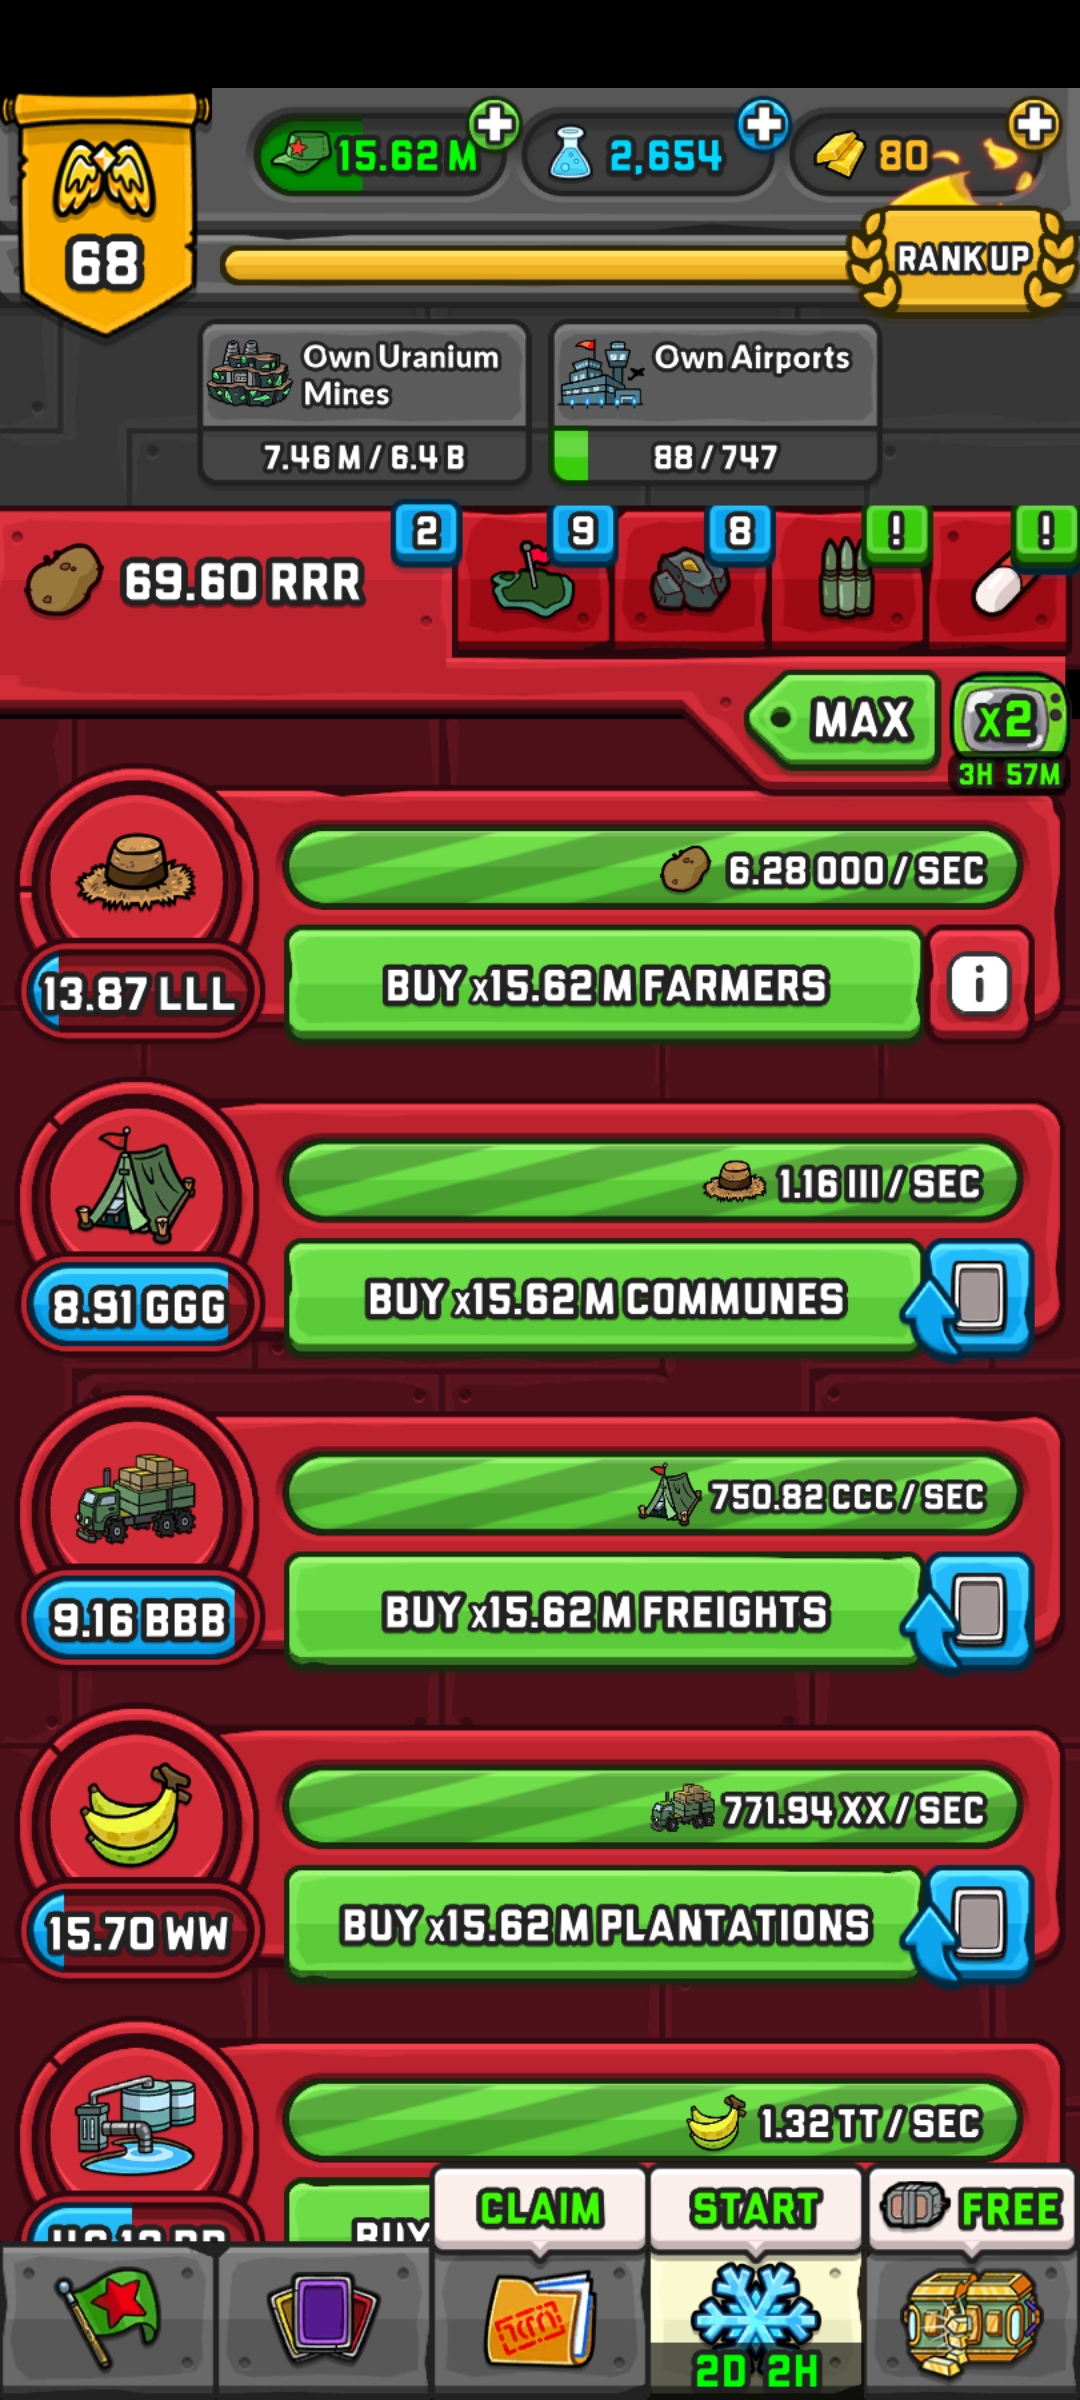 15.62 M
2,654
80
68
RANK UP
Own Uranium
Mines
7.46 M / 6.4 B
Own Airports
88 / 747
69.60 RRR
2
9
8
!
!
MAX
x2
3H 57M
6.28 OOO / SEC
13.87 LLL
BUY x15.62 M FARMERS
i
1.16 III / SEC
8.91 GGG
BUY x15.62 M COMMUNES
750.82 CCC / SEC
9.16 BBB
BUY x15.62 M FREIGHTS
771.94 XX / SEC
15.70 WW
BUY x15.62 M PLANTATIONS
1.32 TT / SEC
BUY
CLAIM
START
FREE
2D 2H